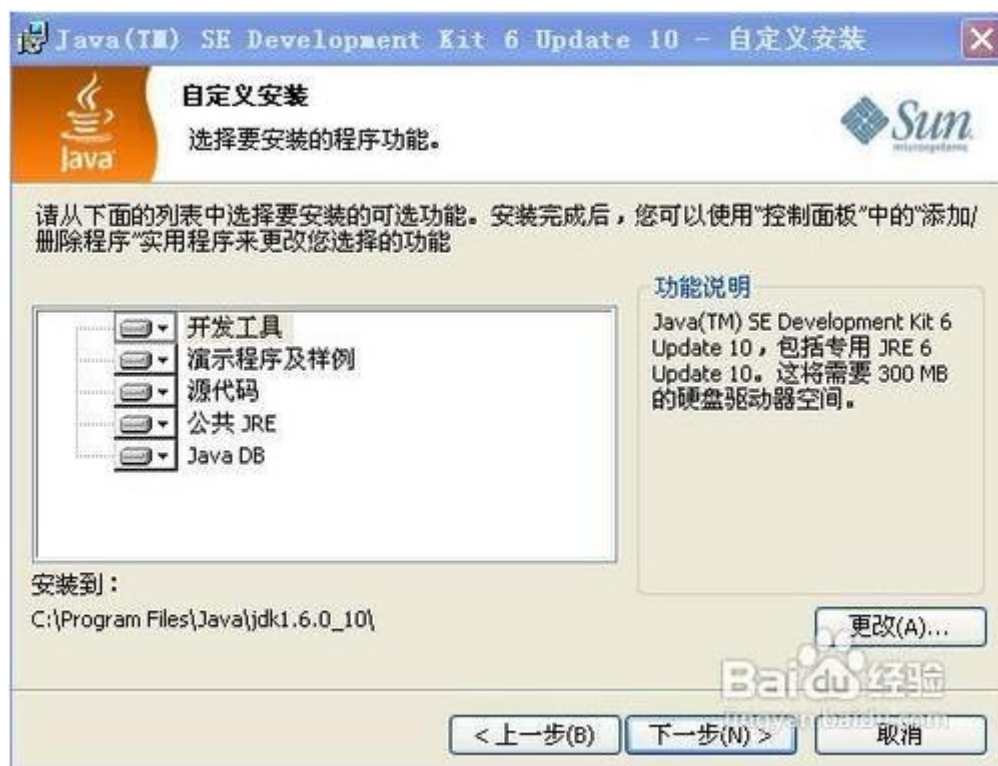 Java(TM) SE Development Kit 6 Update 10 - 自定义安装
Java
自定义安装
选择要安装的程序功能。
Sun
microsystems
请从下面的列表中选择要安装的可选功能。安装完成后，您可以使用"控制面板"中的"添加/
删除程序"实用程序来更改您选择的功能
开发工具
演示程序及样例
源代码
公共 JRE
Java DB
功能说明
Java(TM) SE Development Kit 6
Update 10，包括专用 JRE 6
Update 10。这将需要 300 MB
的硬盘驱动器空间。
安装到：
C:\Program Files\Java\jdk1.6.0_10\
更改(A)...
Baidu 经验
jingyan.baidu.com
< 上一步(B)
下一步(N) >
取消